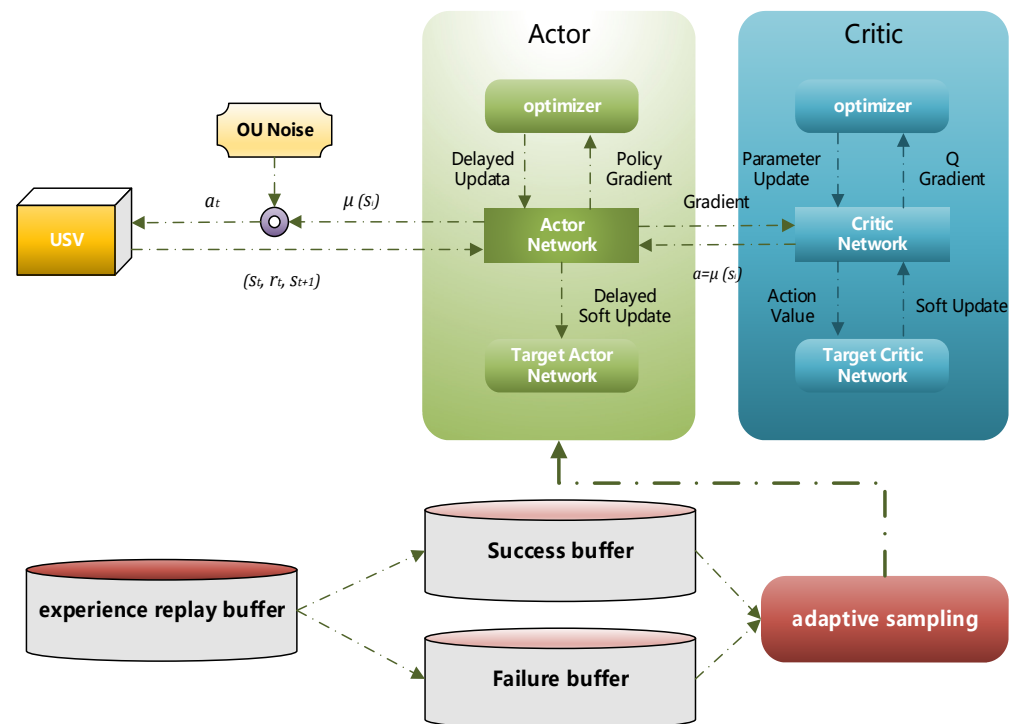 Actor
Critic
optimizer
optimizer
OU Noise
Delayed
Updata
Policy
Gradient
Parameter
Update
Q
Gradient
USV
aₜ
μ (sᵢ)
Actor
Network
Gradient
Critic
Network
(sₜ, rₜ, sₜ₊₁)
a=μ (sᵢ)
Delayed
Soft Update
Action
Value
Soft Update
Target Actor
Network
Target Critic
Network
Success buffer
experience replay buffer
adaptive sampling
Failure buffer